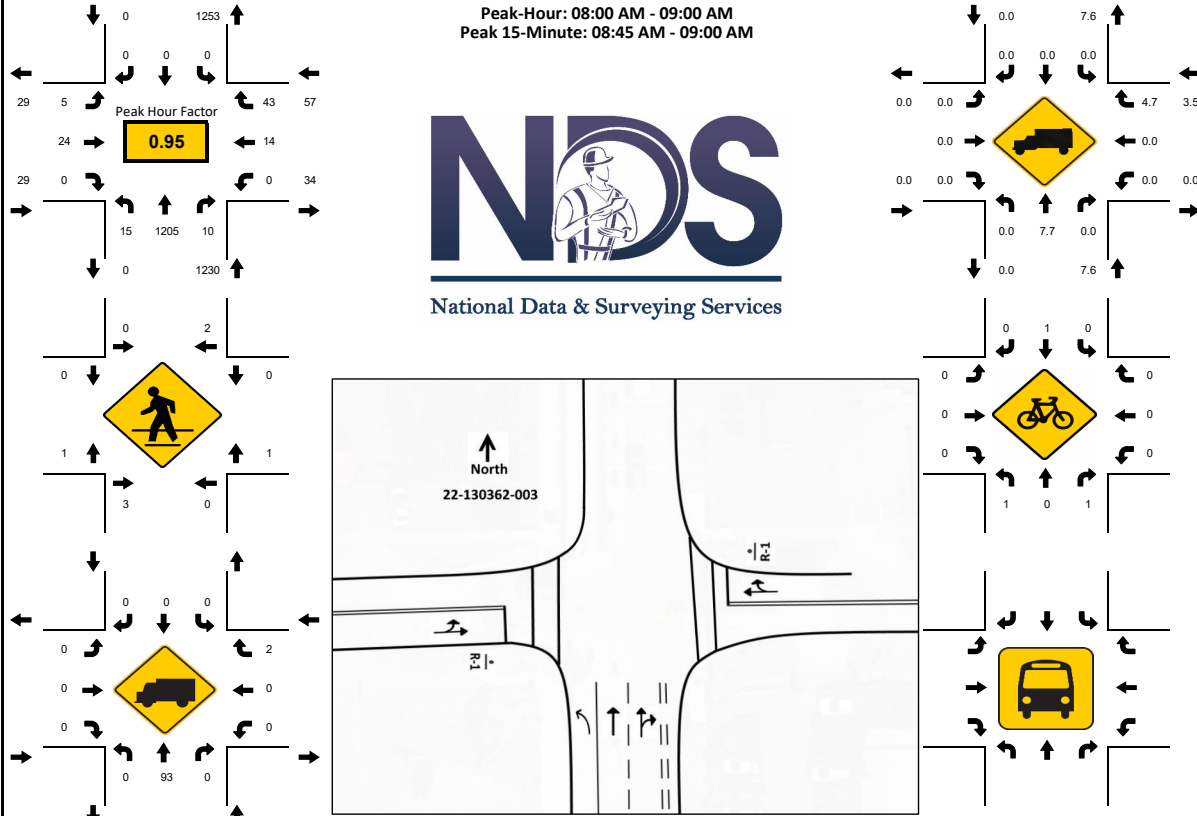 Peak-Hour: 08:00 AM - 09:00 AM
Peak 15-Minute: 08:45 AM - 09:00 AM
0 1253
0 0 0
29 5 43 57
Peak Hour Factor
24 0.95 14
29 0 0 34
15 1205 10
0 1230
0.0 7.6
0.0 0.0 0.0
0.0 0.0 4.7 3.5
0.0 0.0
0.0 0.0 0.0 0.0
0.0 7.7 0.0
0.0 7.6
NDS
National Data & Surveying Services
0 2
0 0
1 1
3 0
0 1 0
0 0
0 0
0 0
1 0 1
North
22-130362-003
R-1
R-1
0 0 0
0 2
0 0
0 0
0 93 0